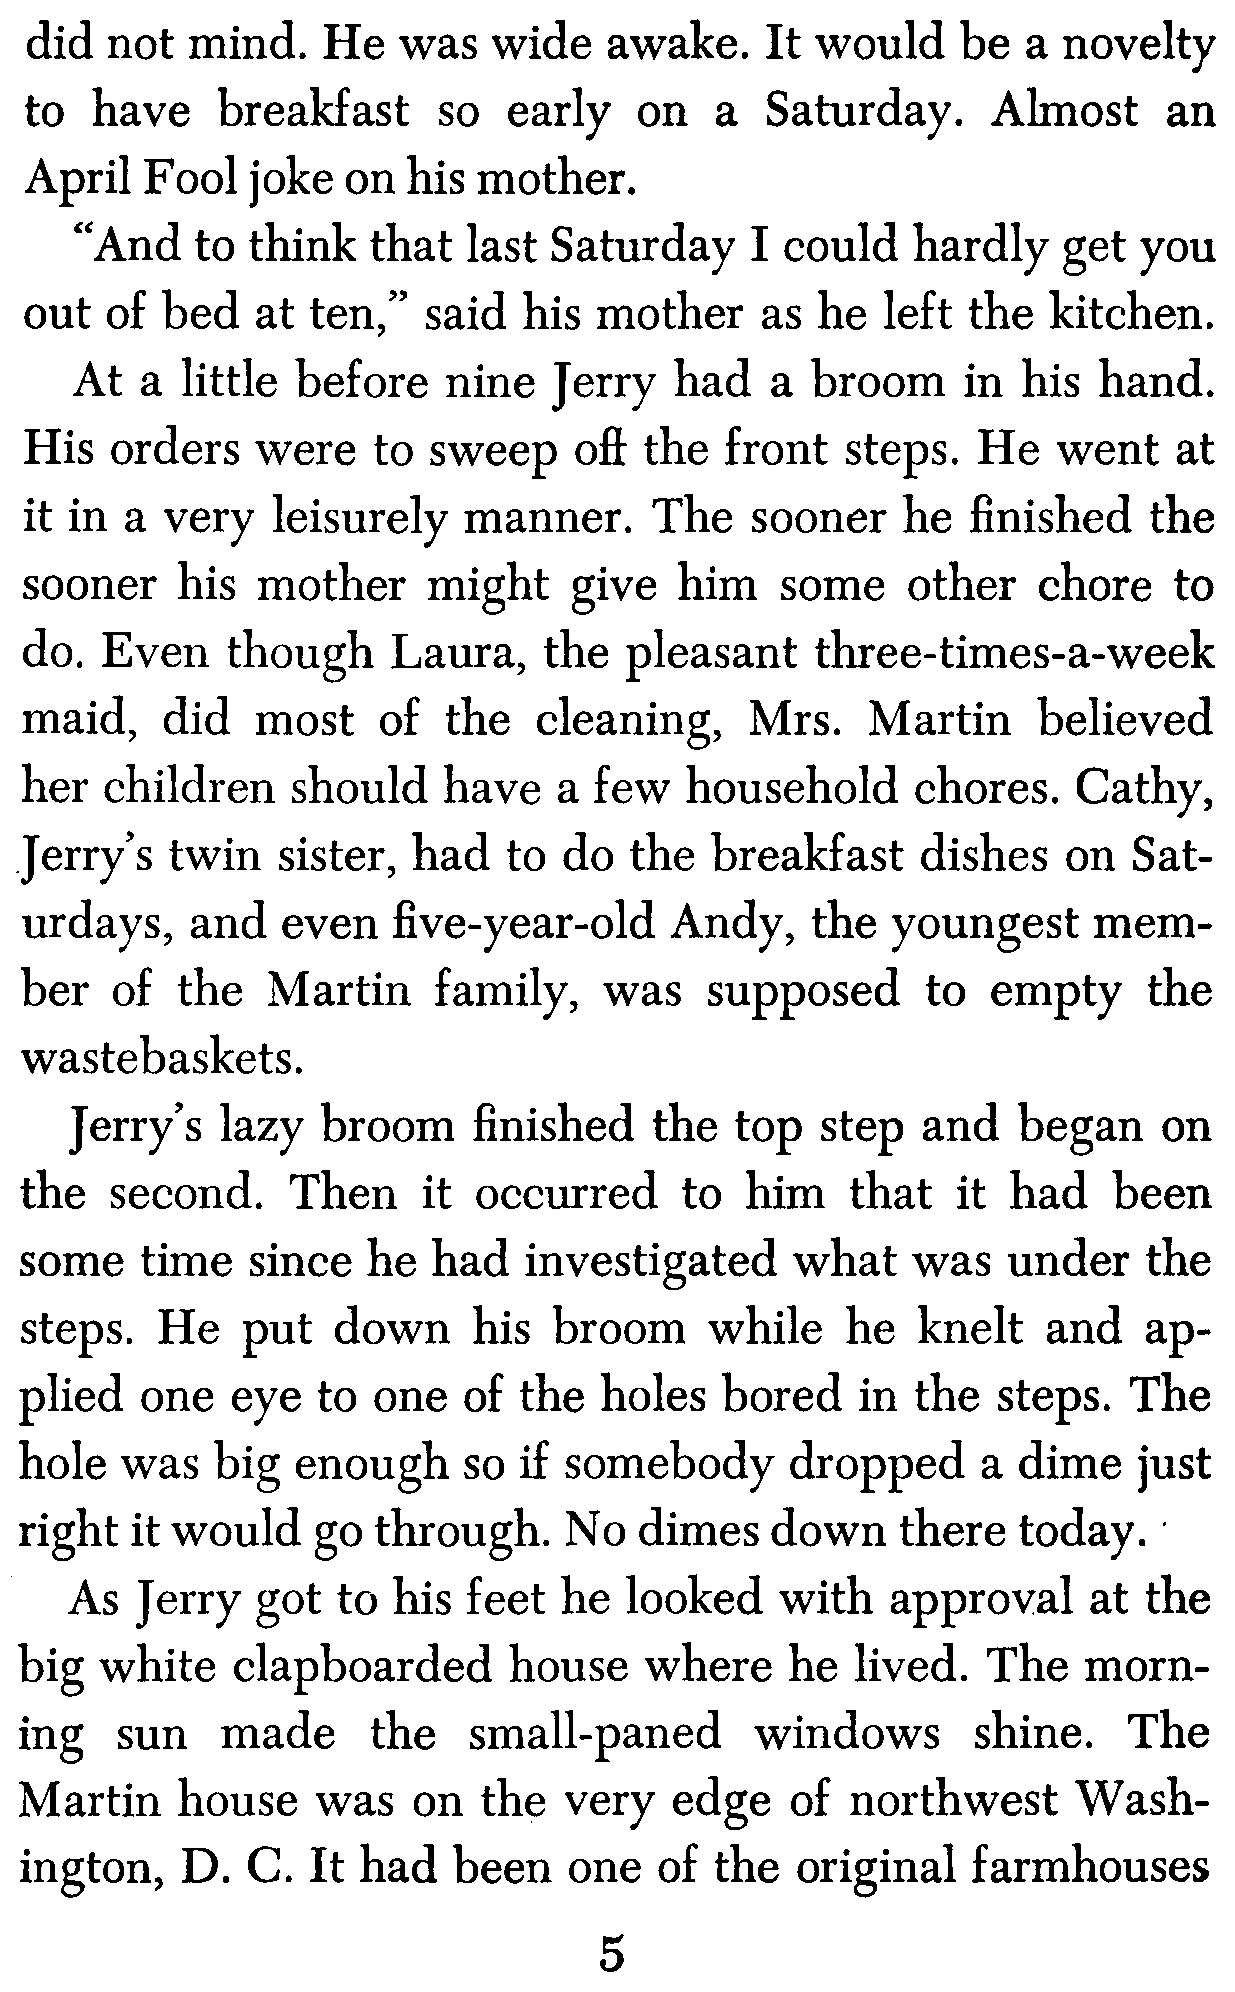 did not mind. He was wide awake. It would be a novelty
to have breakfast so early on a Saturday. Almost an
April Fool joke on his mother.
“And to think that last Saturday I could hardly get you
out of bed at ten,” said his mother as he left the kitchen.
At a little before nine Jerry had a broom in his hand.
His orders were to sweep off the front steps. He went at
it in a very leisurely manner. The sooner he finished the
sooner his mother might give him some other chore to
do. Even though Laura, the pleasant three-times-a-week
maid, did most of the cleaning, Mrs. Martin believed
her children should have a few household chores. Cathy,
Jerry’s twin sister, had to do the breakfast dishes on Sat-
urdays, and even five-year-old Andy, the youngest mem-
ber of the Martin family, was supposed to empty the
wastebaskets.
Jerry’s lazy broom finished the top step and began on
the second. Then it occurred to him that it had been
some time since he had investigated what was under the
steps. He put down his broom while he knelt and ap-
plied one eye to one of the holes bored in the steps. The
hole was big enough so if somebody dropped a dime just
right it would go through. No dimes down there today.
As Jerry got to his feet he looked with approval at the
big white clapboarded house where he lived. The morn-
ing sun made the small-paned windows shine. The
Martin house was on the very edge of northwest Wash-
ington, D. C. It had been one of the original farmhouses
5